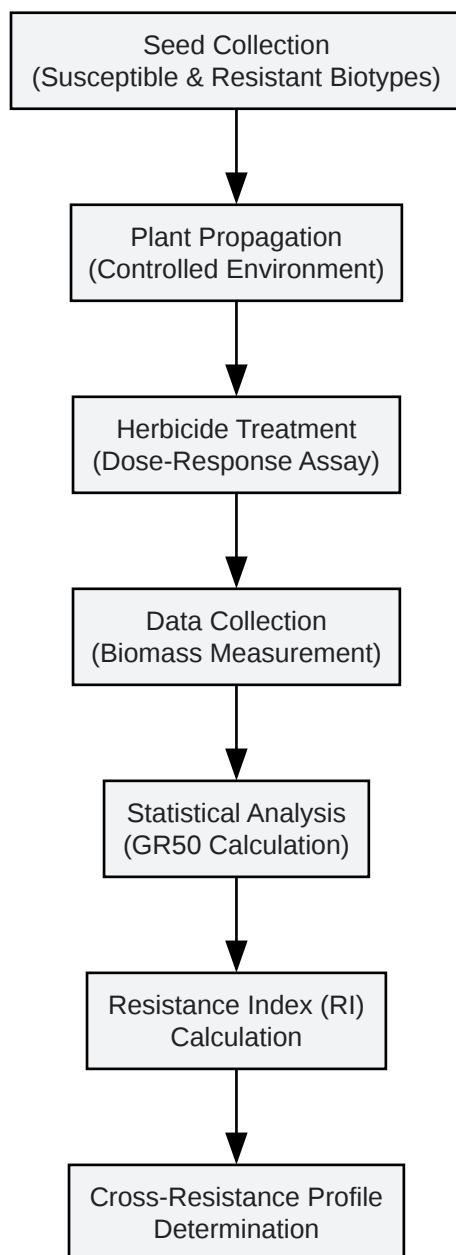 Seed Collection
(Susceptible & Resistant Biotypes)
Plant Propagation
(Controlled Environment)
Herbicide Treatment
(Dose-Response Assay)
Data Collection
(Biomass Measurement)
Statistical Analysis
(GR50 Calculation)
Resistance Index (RI)
Calculation
Cross-Resistance Profile
Determination